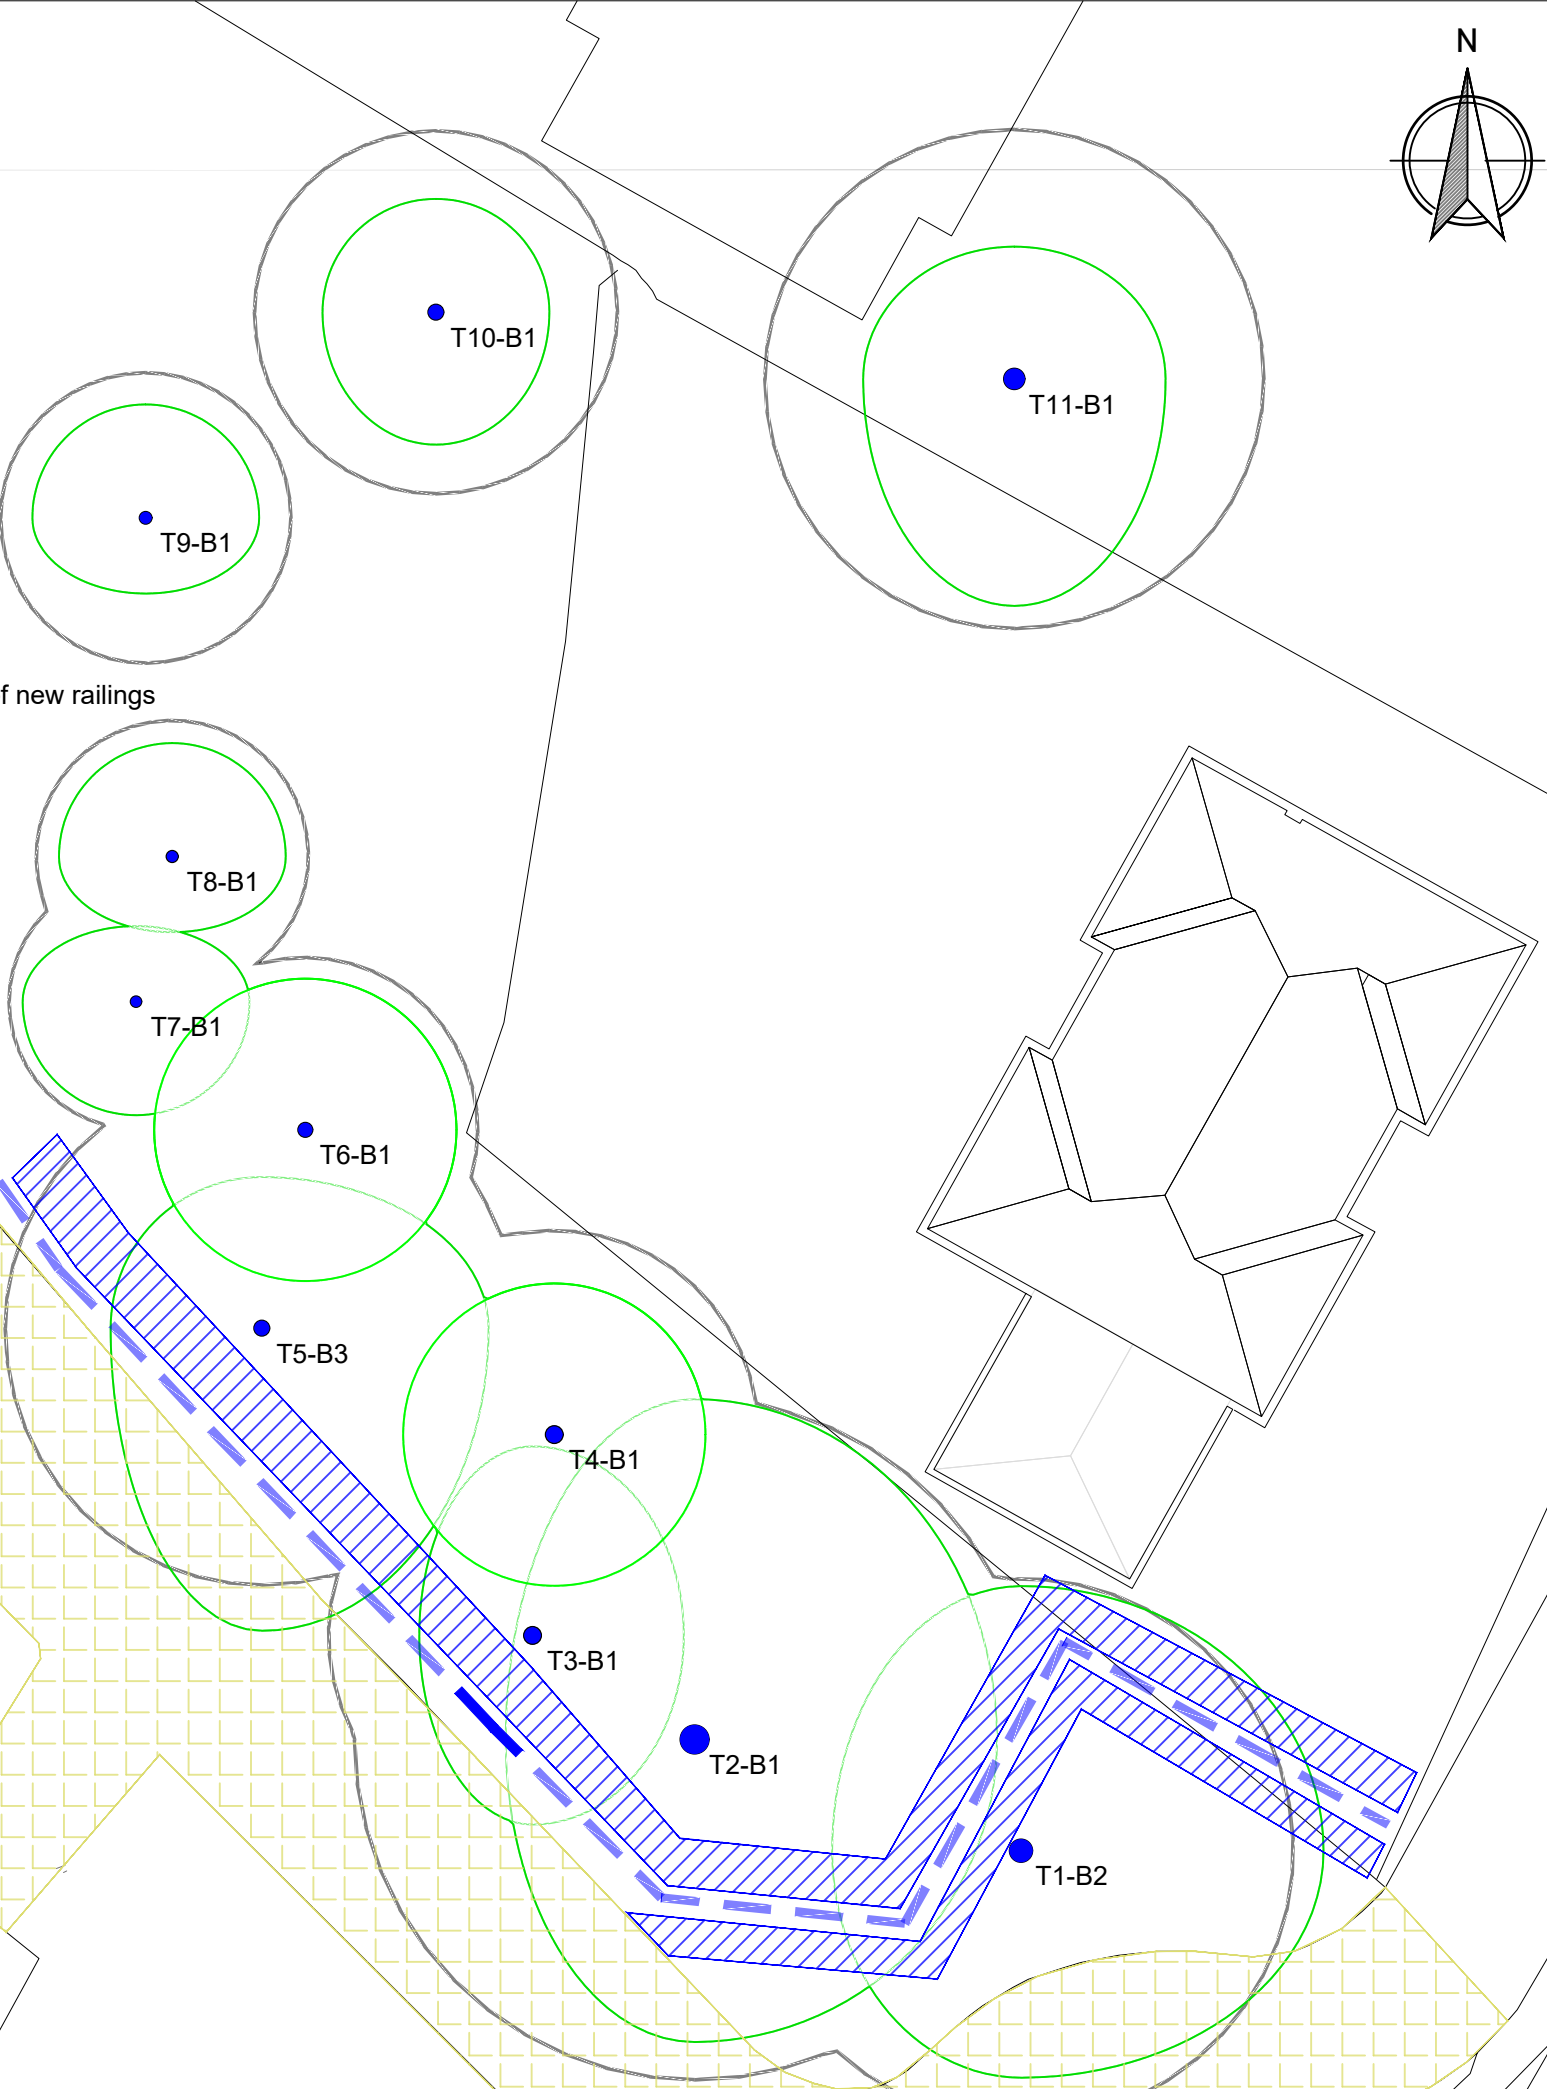 N
T10-B1
T11-B1
T9-B1
f new railings
T8-B1
T7-B1
T6-B1
T5-B3
T4-B1
T3-B1
T2-B1
T1-B2